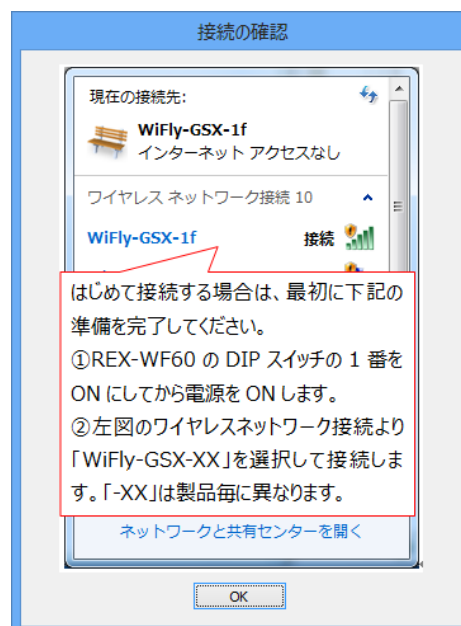 接続の確認
現在の接続先:
WiFly-GSX-1f
インターネット アクセスなし
ワイヤレス ネットワーク接続 10
WiFly-GSX-1f 接続
はじめて接続する場合は、最初に下記の
準備を完了してください。
①REX-WF60 の DIP スイッチの 1 番を
ON にしてから電源を ON します。
②左図のワイヤレスネットワーク接続より
「WiFly-GSX-XX」を選択して接続しま
す。「-XX」は製品毎に異なります。
ネットワークと共有センターを開く
OK